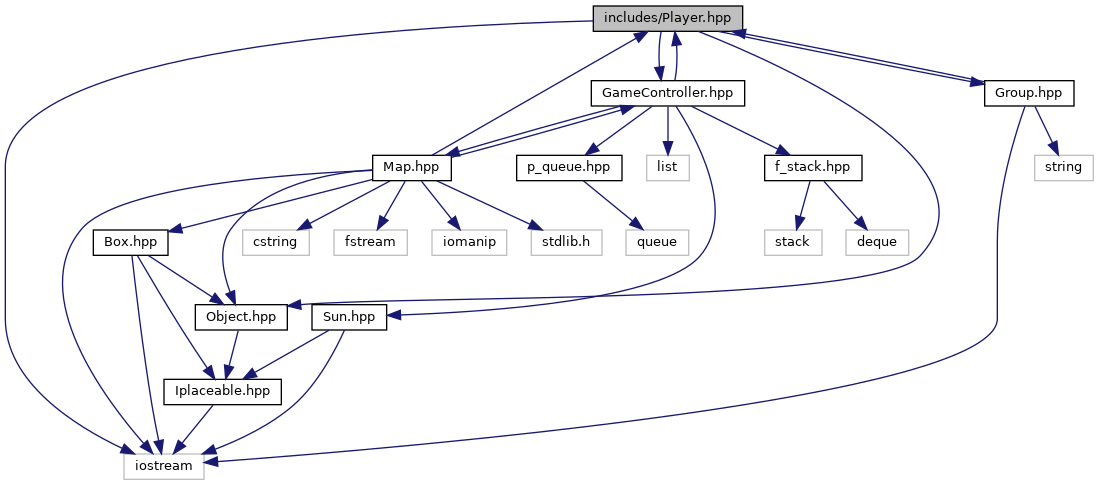 includes/Player.hpp
GameController.hpp
Group.hpp
Map.hpp
p_queue.hpp
list
f_stack.hpp
string
Box.hpp
cstring
fstream
iomanip
stdlib.h
queue
stack
deque
Object.hpp
Sun.hpp
Iplaceable.hpp
iostream